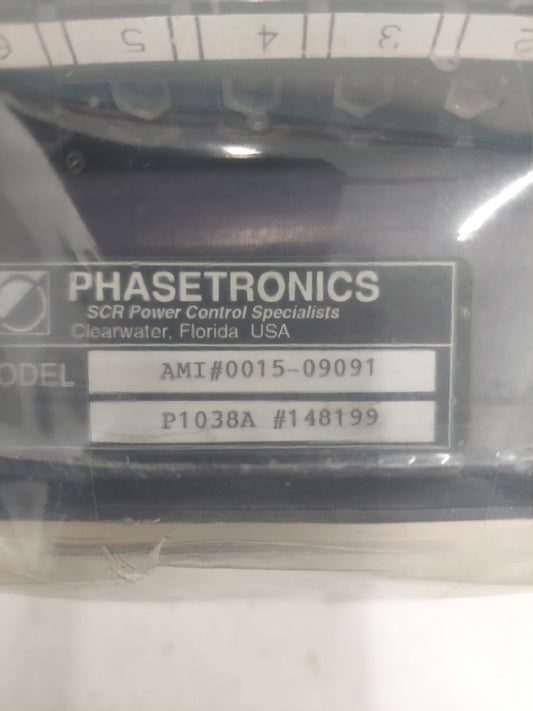 6 5 4 3 2
PHASETRONICS
SCR Power Control Specialists
Clearwater, Florida USA
ODEL AMI#0015-09091
P1038A #148199